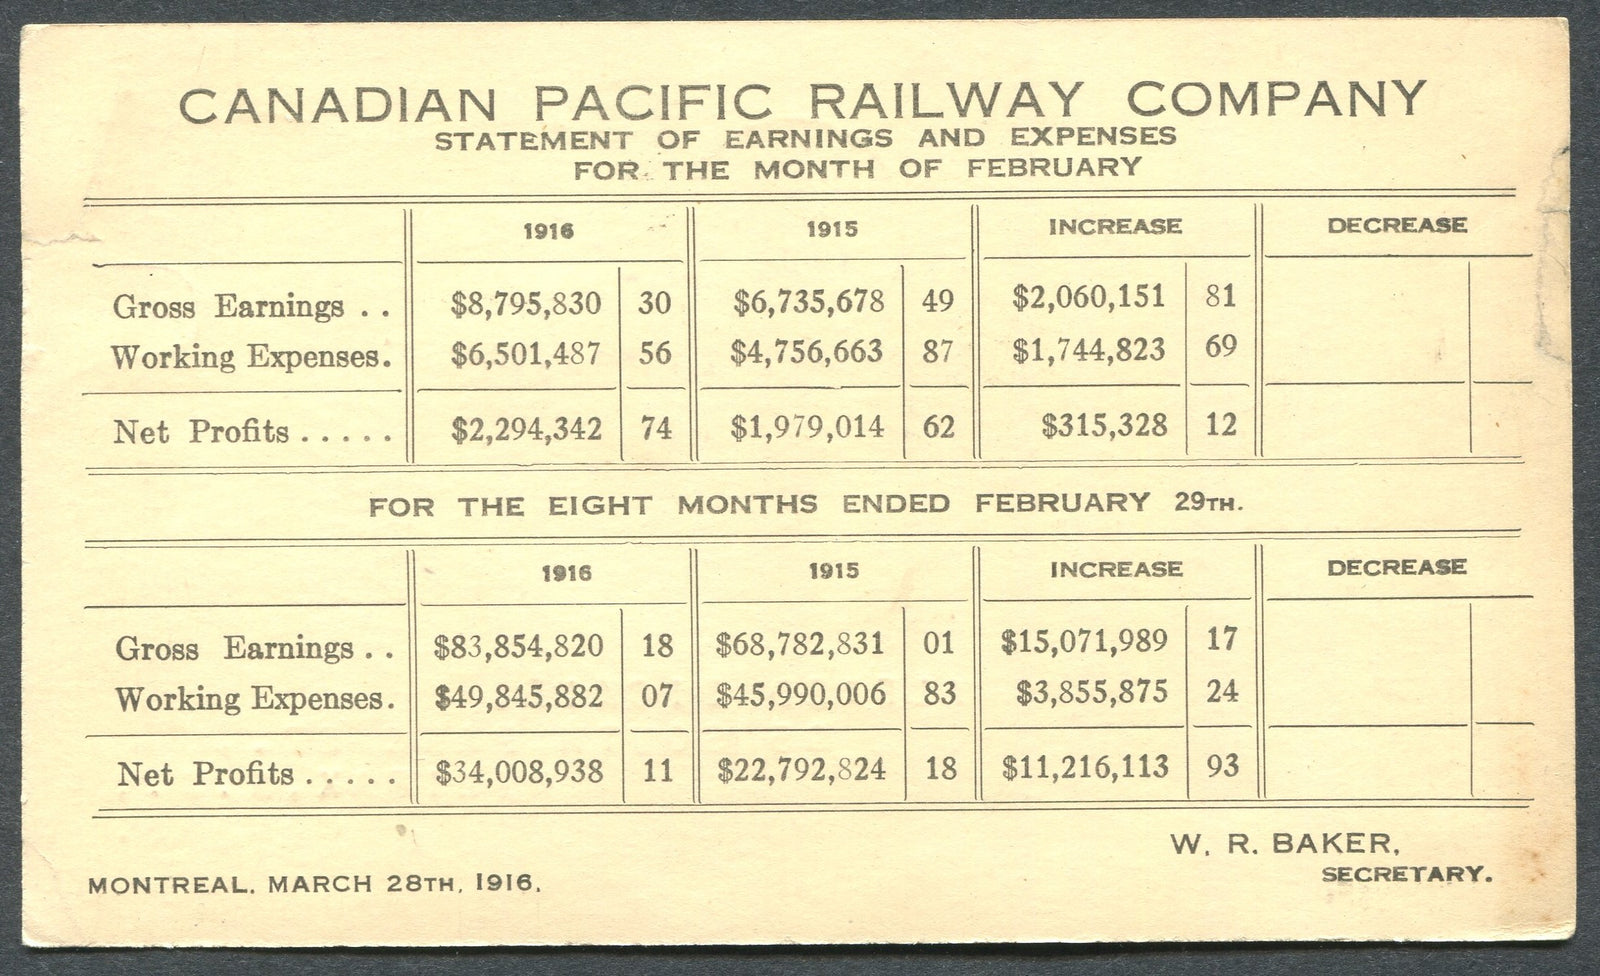 CANADIAN PACIFIC RAILWAY COMPANY
STATEMENT OF EARNINGS AND EXPENSES
FOR THE MONTH OF FEBRUARY
1916 1915 INCREASE DECREASE
Gross Earnings . . $8,795,830 30 $6,735,678 49 $2,060,151 81
Working Expenses. $6,501,487 56 $4,756,663 87 $1,744,823 69
Net Profits . . . . . $2,294,342 74 $1,979,014 62 $315,328 12
FOR THE EIGHT MONTHS ENDED FEBRUARY 29TH.
1916 1915 INCREASE DECREASE
Gross Earnings . . $83,854,820 18 $68,782,831 01 $15,071,989 17
Working Expenses. $49,845,882 07 $45,990,006 83 $3,855,875 24
Net Profits . . . . . $34,008,938 11 $22,792,824 18 $11,216,113 93
W. R. BAKER,
SECRETARY.
MONTREAL, MARCH 28TH, 1916.